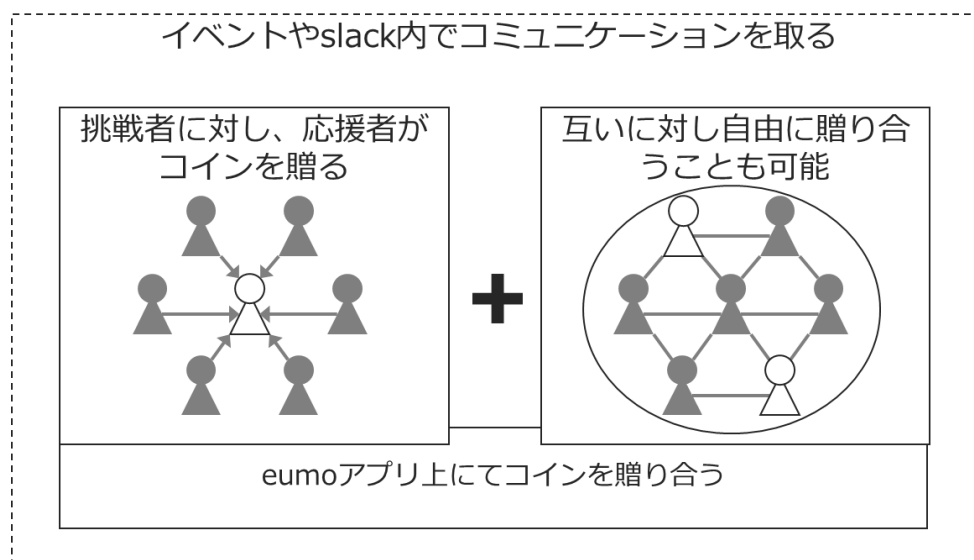 イベントやslack内でコミュニケーションを取る
挑戦者に対し、応援者が
コインを贈る
互いに対し自由に贈り合
うことも可能
eumoアプリ上にてコインを贈り合う